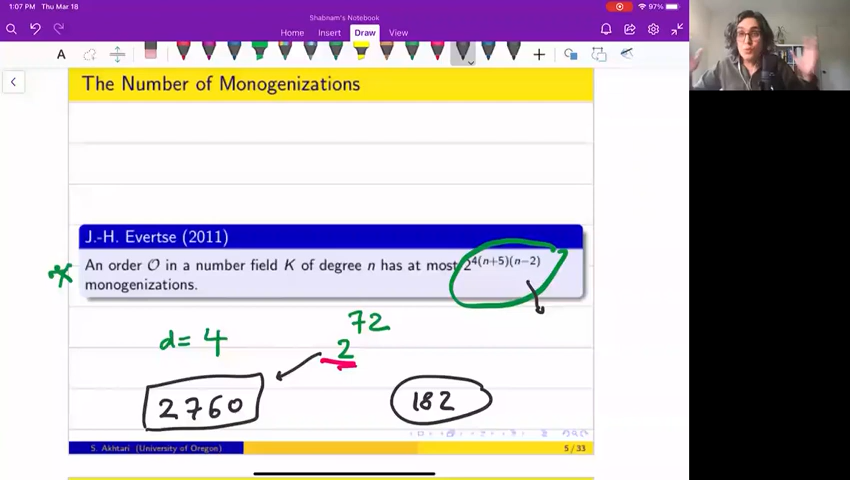 1:07 PM Thu Mar 18
97%
Shabnam's Notebook
Home Insert Draw View
A
The Number of Monogenizations
J.-H. Evertse (2011)
An order 𝒪 in a number field K of degree n has at most 2^{4(n+5)(n−2)}
monogenizations.
d = 4
2^{72}
2760
182
S. Akhtari (University of Oregon)
5 / 33